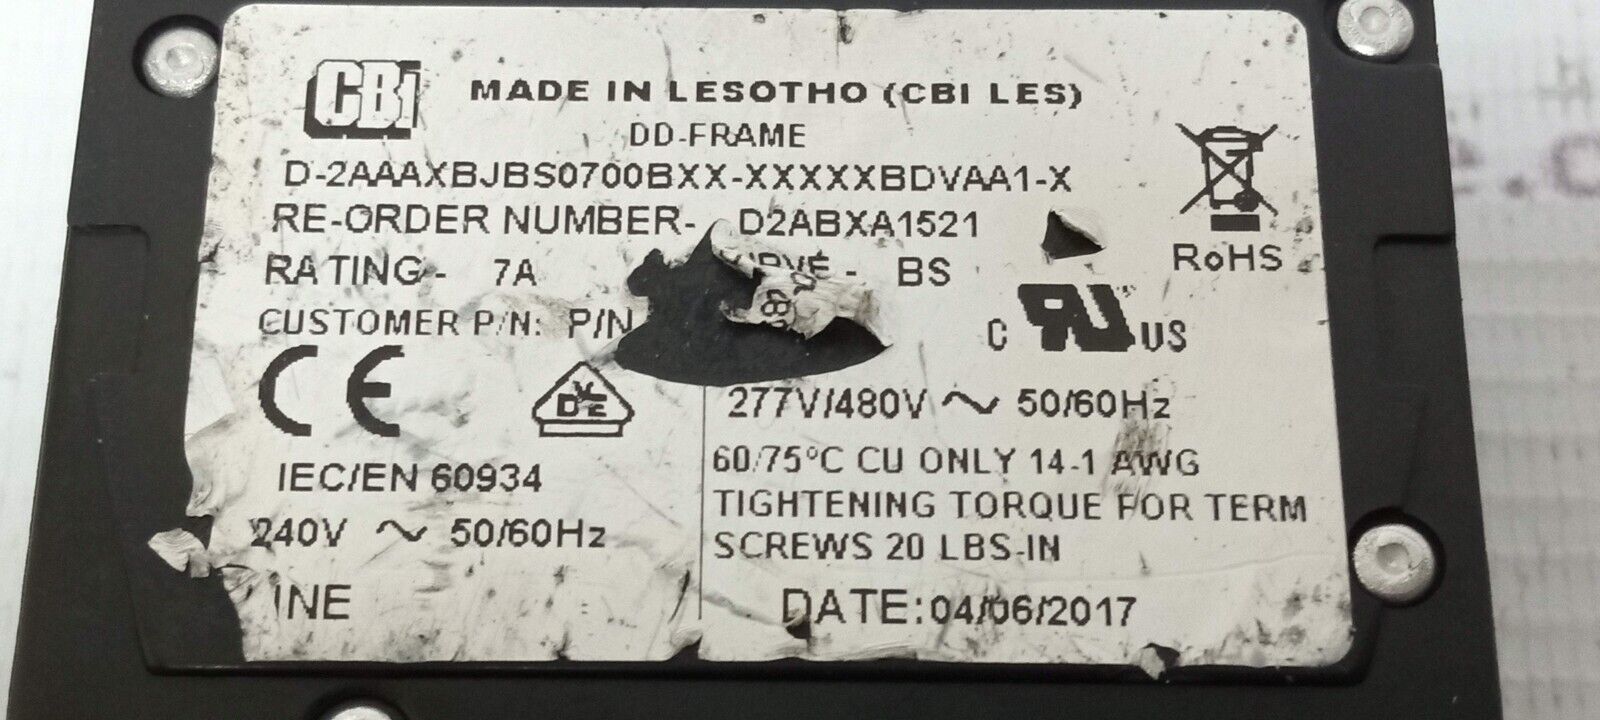 CBi
MADE IN LESOTHO (CBI LES)
DD-FRAME
D-2AAAXBJBS0700BXX-XXXXXBDVAA1-X
RE-ORDER NUMBER- D2ABXA1521
RATING- 7A - BS
RoHS
CUSTOMER P/N: P/N
C RU US
CE
DVE
277V/480V ~ 50/60Hz
60/75°C CU ONLY 14-1 AWG
IEC/EN 60934
TIGHTENING TORQUE FOR TERM
240V ~ 50/60Hz
SCREWS 20 LBS-IN
INE
DATE:04/06/2017